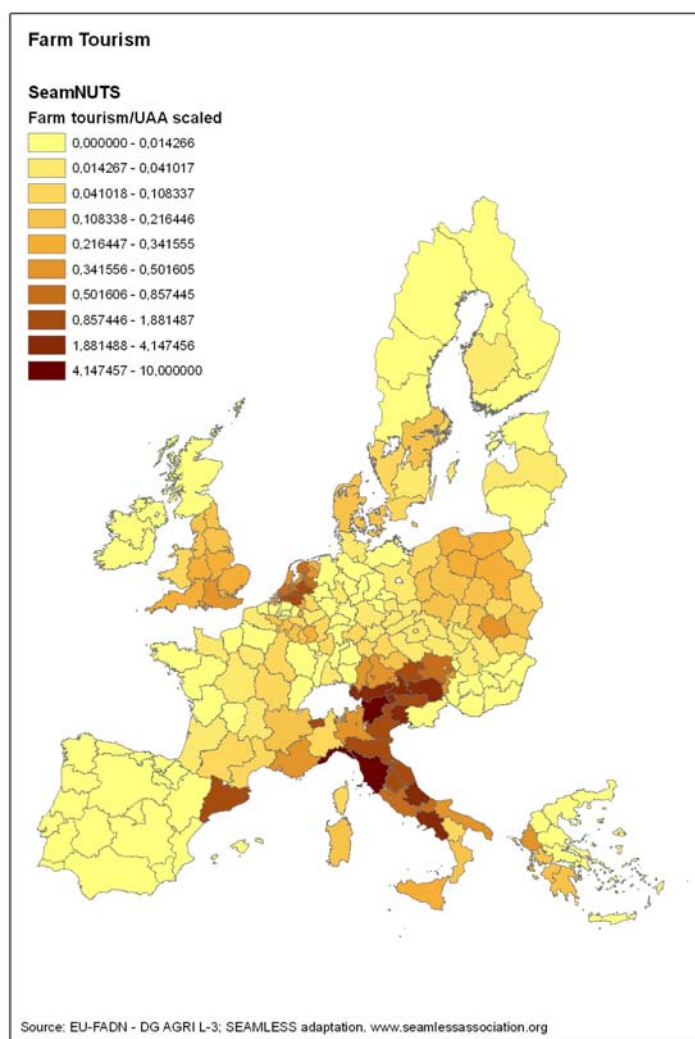 Farm Tourism
SeamNUTS
Farm tourism/UAA scaled
0,000000 - 0,014266
0,014267 - 0,041017
0,041018 - 0,108337
0,108338 - 0,216446
0,216447 - 0,341555
0,341556 - 0,501605
0,501606 - 0,857445
0,857446 - 1,881487
1,881488 - 4,147456
4,147457 - 10,000000
Source: EU-FADN - DG AGRI L-3; SEAMLESS adaptation. www.seamlessassociation.org